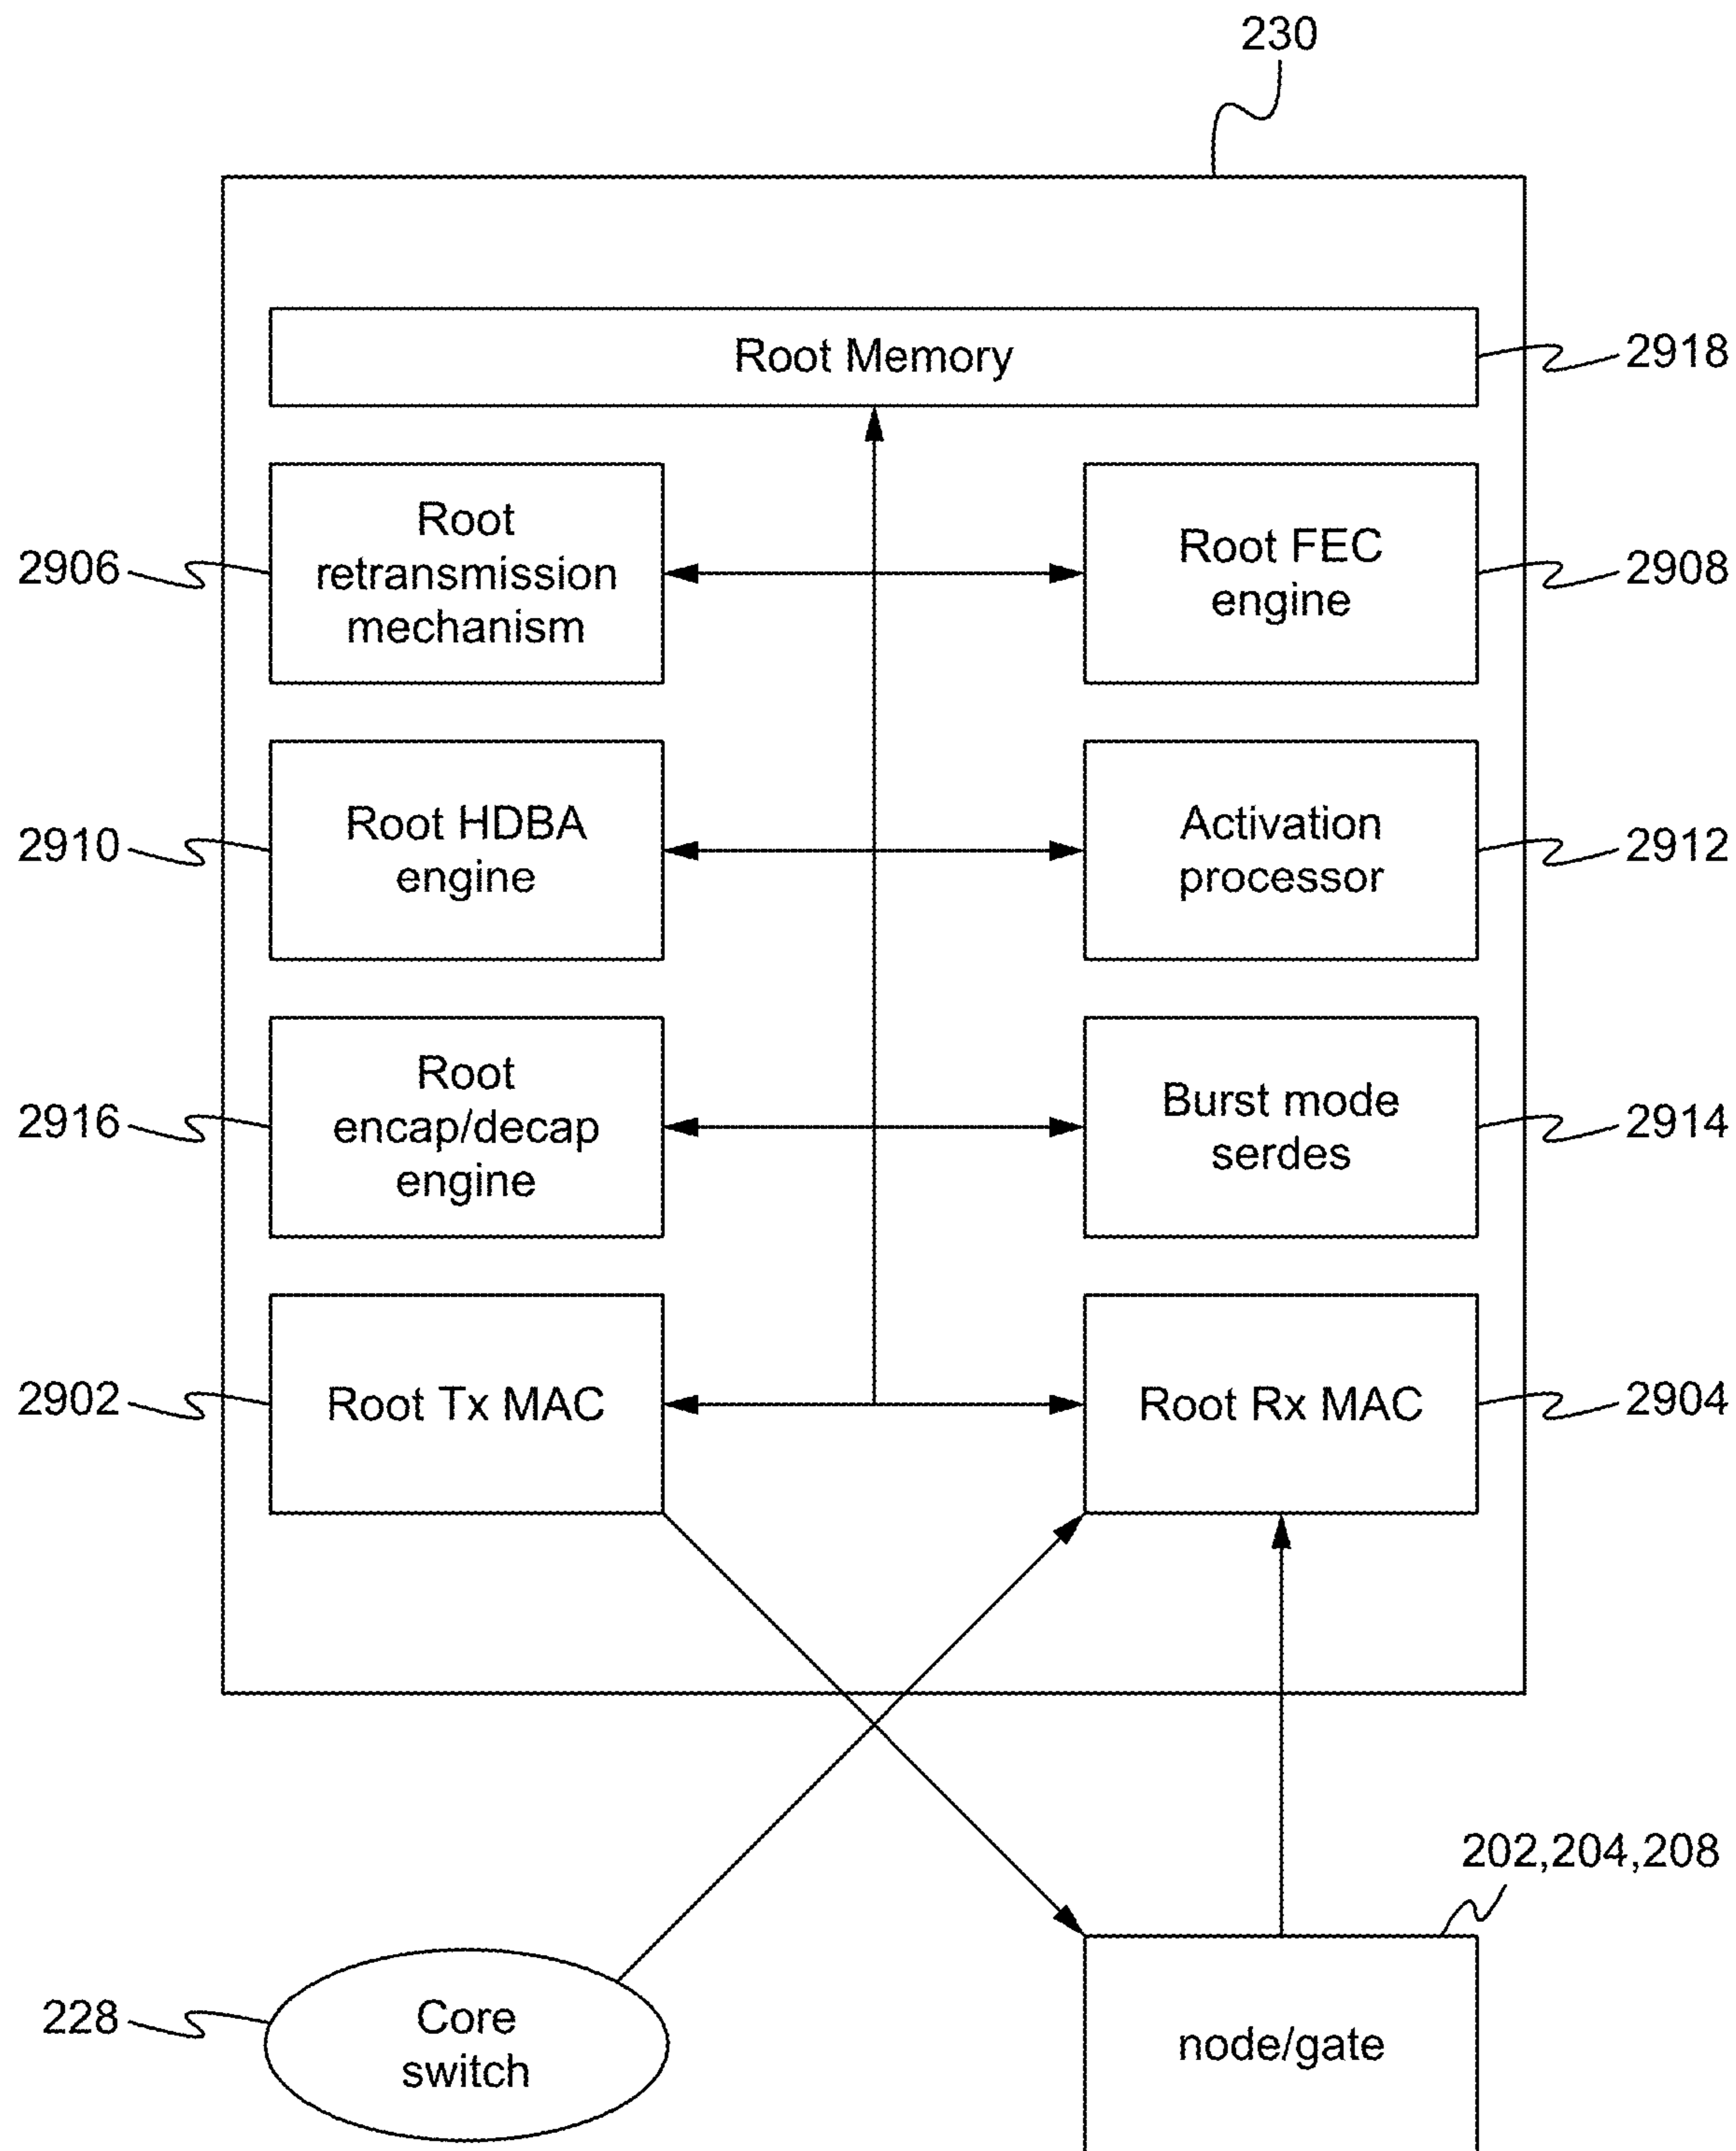 230
Root Memory
2918
Root
retransmission
mechanism
2906
Root FEC
engine
2908
Root HDBA
engine
2910
Activation
processor
2912
Root
encap/decap
engine
2916
Burst mode
serdes
2914
Root Tx MAC
2902
Root Rx MAC
2904
202,204,208
Core
switch
228
node/gate